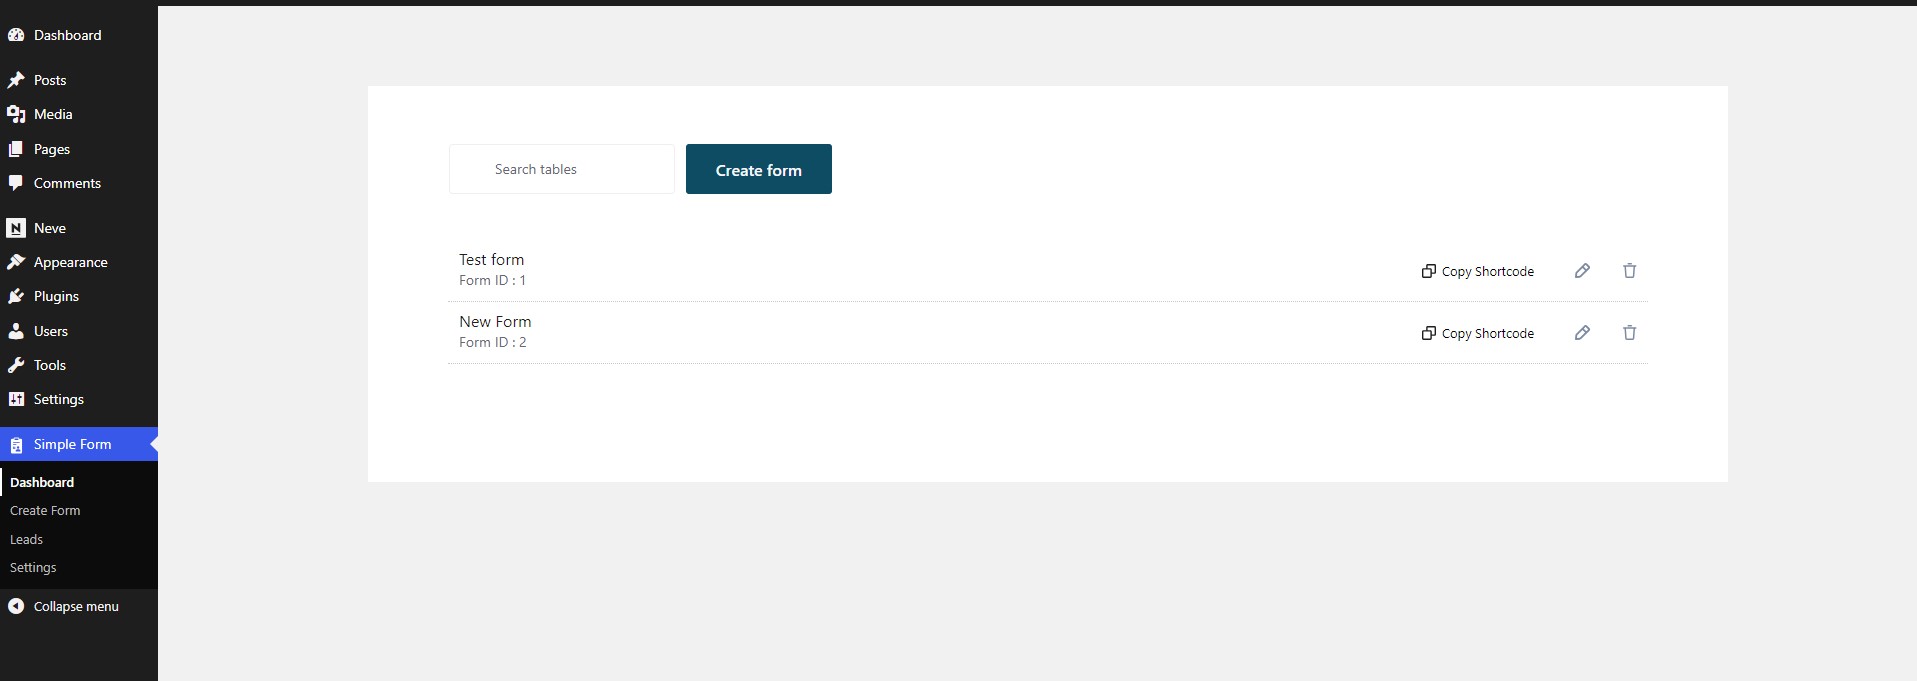 Dashboard
Posts
Media
Pages
Comments
Neve
Appearance
Plugins
Users
Tools
Settings
Simple Form
Dashboard
Create Form
Leads
Settings
Collapse menu
Search tables
Create form
Test form
Form ID : 1
Copy Shortcode
New Form
Form ID : 2
Copy Shortcode